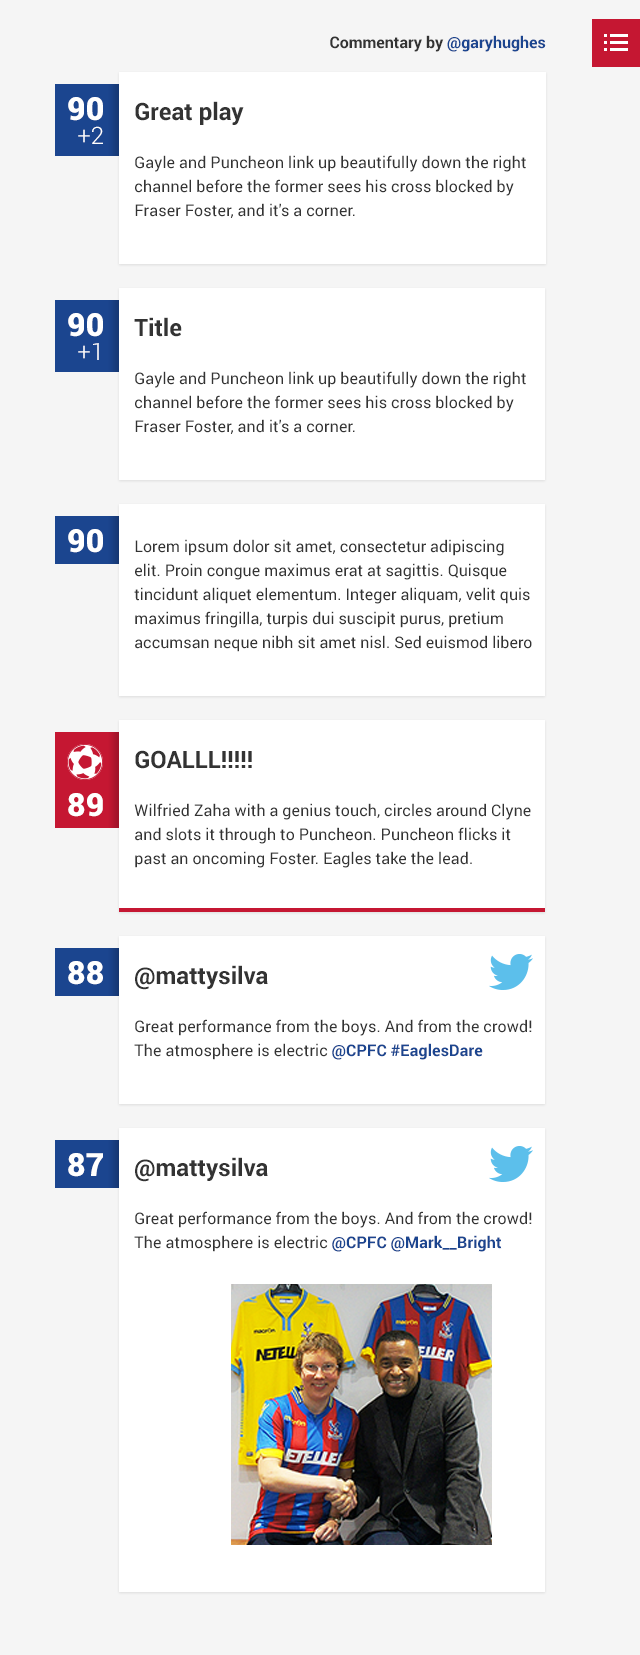 Commentary by @garyhughes
90
+2
Great play
Gayle and Puncheon link up beautifully down the right
channel before the former sees his cross blocked by
Fraser Foster, and it's a corner.
90
+1
Title
Gayle and Puncheon link up beautifully down the right
channel before the former sees his cross blocked by
Fraser Foster, and it's a corner.
90
Lorem ipsum dolor sit amet, consectetur adipiscing
elit. Proin congue maximus erat at sagittis. Quisque
tincidunt aliquet elementum. Integer aliquam, velit quis
maximus fringilla, turpis dui suscipit purus, pretium
accumsan neque nibh sit amet nisl. Sed euismod libero
89
GOALLL!!!!!
Wilfried Zaha with a genius touch, circles around Clyne
and slots it through to Puncheon. Puncheon flicks it
past an oncoming Foster. Eagles take the lead.
88
@mattysilva
Great performance from the boys. And from the crowd!
The atmosphere is electric @CPFC #EaglesDare
87
@mattysilva
Great performance from the boys. And from the crowd!
The atmosphere is electric @CPFC @Mark__Bright
macron
macron
NETELL
ELLER
ETELLE